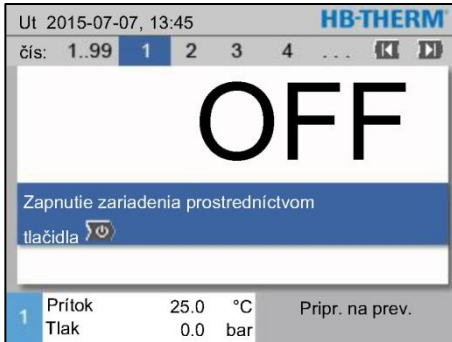 Ut 2015-07-07, 13:45 HB-THERM
čís: 1..99 1 2 3 4 ...
OFF
Zapnutie zariadenia prostredníctvom
tlačidla
1 Prítok 25.0 °C Pripr. na prev.
Tlak 0.0 bar